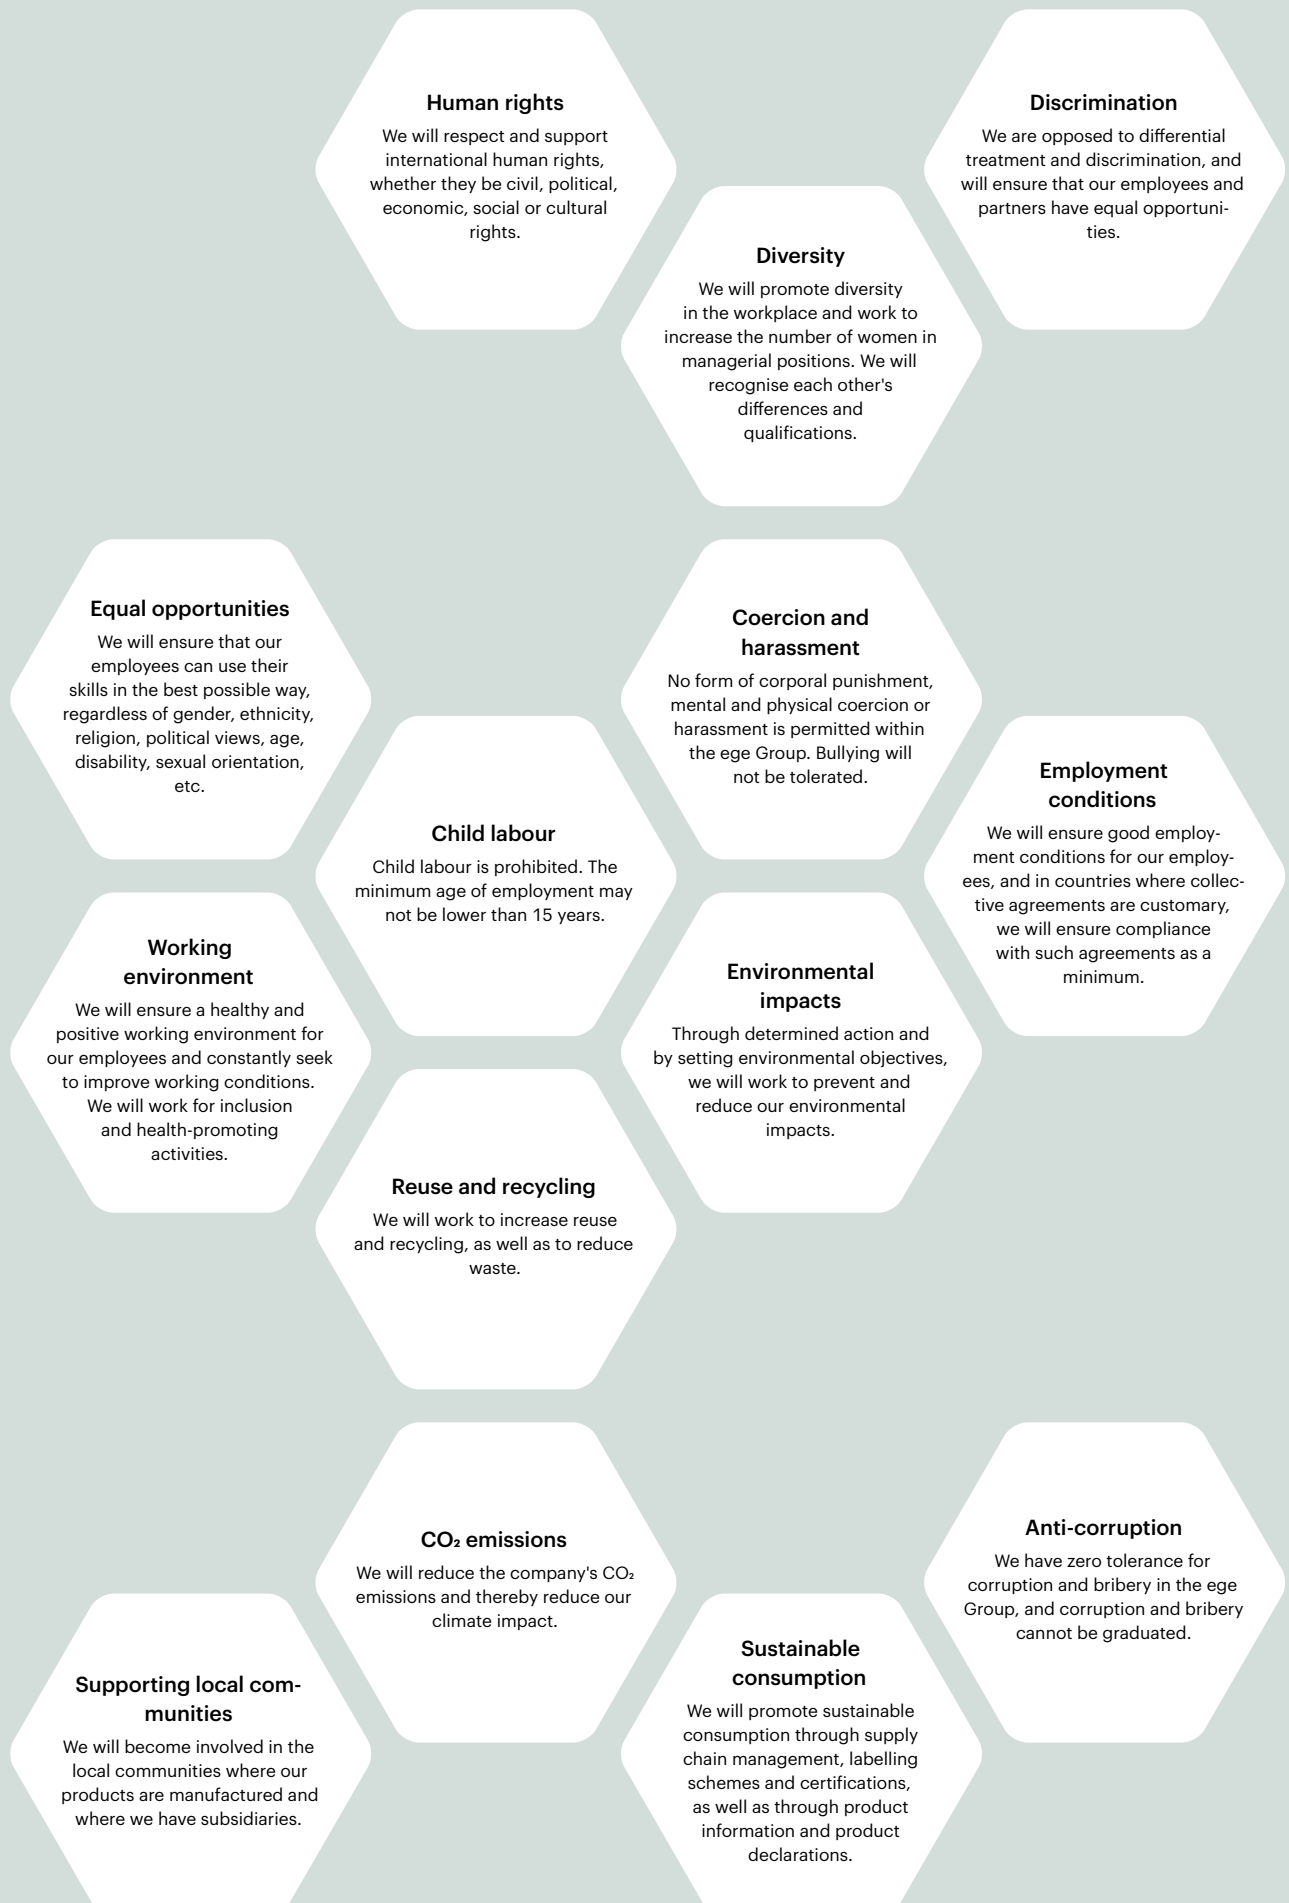 Human rights
We will respect and support
international human rights,
whether they be civil, political,
economic, social or cultural
rights.
Discrimination
We are opposed to differential
treatment and discrimination, and
will ensure that our employees and
partners have equal opportuni-
ties.
Diversity
We will promote diversity
in the workplace and work to
increase the number of women in
managerial positions. We will
recognise each other's
differences and
qualifications.
Equal opportunities
We will ensure that our
employees can use their
skills in the best possible way,
regardless of gender, ethnicity,
religion, political views, age,
disability, sexual orientation,
etc.
Coercion and
harassment
No form of corporal punishment,
mental and physical coercion or
harassment is permitted within
the ege Group. Bullying will
not be tolerated.
Child labour
Child labour is prohibited. The
minimum age of employment may
not be lower than 15 years.
Employment
conditions
We will ensure good employ-
ment conditions for our employ-
ees, and in countries where collec-
tive agreements are customary,
we will ensure compliance
with such agreements as a
minimum.
Working
environment
We will ensure a healthy and
positive working environment for
our employees and constantly seek
to improve working conditions.
We will work for inclusion
and health-promoting
activities.
Environmental
impacts
Through determined action and
by setting environmental objectives,
we will work to prevent and
reduce our environmental
impacts.
Reuse and recycling
We will work to increase reuse
and recycling, as well as to reduce
waste.
CO₂ emissions
We will reduce the company's CO₂
emissions and thereby reduce our
climate impact.
Anti-corruption
We have zero tolerance for
corruption and bribery in the ege
Group, and corruption and bribery
cannot be graduated.
Supporting local com-
munities
We will become involved in the
local communities where our
products are manufactured and
where we have subsidiaries.
Sustainable
consumption
We will promote sustainable
consumption through supply
chain management, labelling
schemes and certifications,
as well as through product
information and product
declarations.